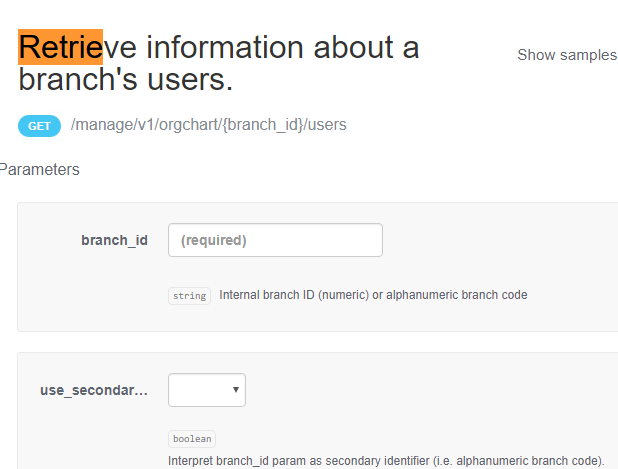 Retrieve information about a
branch's users.
Show samples
GET /manage/v1/orgchart/{branch_id}/users
Parameters
branch_id (required)
string Internal branch ID (numeric) or alphanumeric branch code
use_secondar...
boolean
Interpret branch_id param as secondary identifier (i.e. alphanumeric branch code).